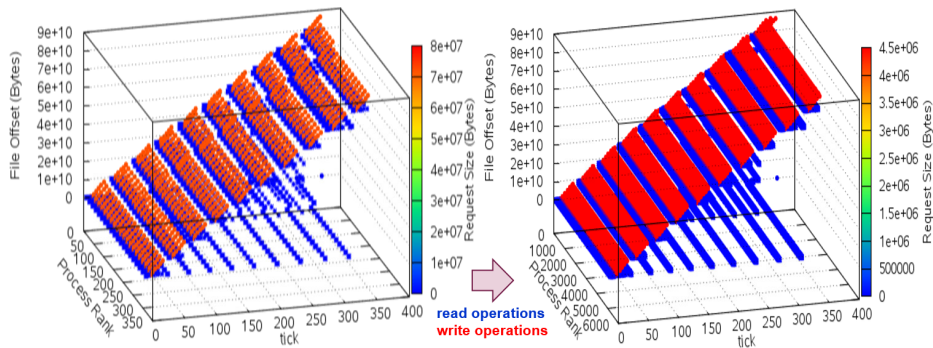 9e+10
8e+10
7e+10
6e+10
5e+10
4e+10
3e+10
2e+10
1e+10
0
File Offset (Bytes)
0
50
100
150
200
250
300
350
Process Rank
0
50
100
150
200
250
300
350
400
tick
8e+07
7e+07
6e+07
5e+07
4e+07
3e+07
2e+07
1e+07
0
Request Size (Bytes)
read operations
write operations
9e+10
8e+10
7e+10
6e+10
5e+10
4e+10
3e+10
2e+10
1e+10
0
File Offset (Bytes)
0
1000
2000
3000
4000
5000
6000
Process Rank
0
50
100
150
200
250
300
350
400
tick
4.5e+06
4e+06
3.5e+06
3e+06
2.5e+06
2e+06
1.5e+06
1e+06
500000
0
Request Size (Bytes)